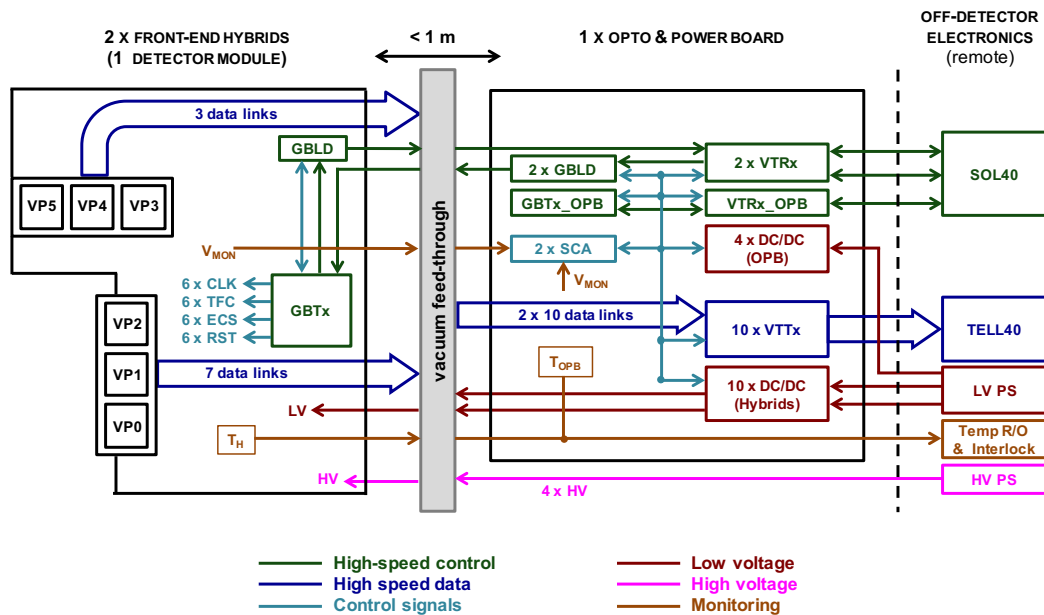 2 x FRONT-END HYBRIDS
(1 DETECTOR MODULE)
< 1 m
1 x OPTO & POWER BOARD
OFF-DETECTOR
ELECTRONICS
(remote)
3 data links
GBLD
VP5
VP4
VP3
VMON
6 x CLK
6 x TFC
6 x ECS
6 x RST
GBTx
VP2
VP1
VP0
7 data links
LV
TH
HV
vacuum feed-through
2 x GBLD
GBTx_OPB
2 x SCA
VMON
2 x VTRx
VTRx_OPB
4 x DC/DC
(OPB)
2 x 10 data links
10 x VTTx
TOPB
10 x DC/DC
(Hybrids)
4 x HV
SOL40
TELL40
LV PS
Temp R/O
& Interlock
HV PS
High-speed control
High speed data
Control signals
Low voltage
High voltage
Monitoring